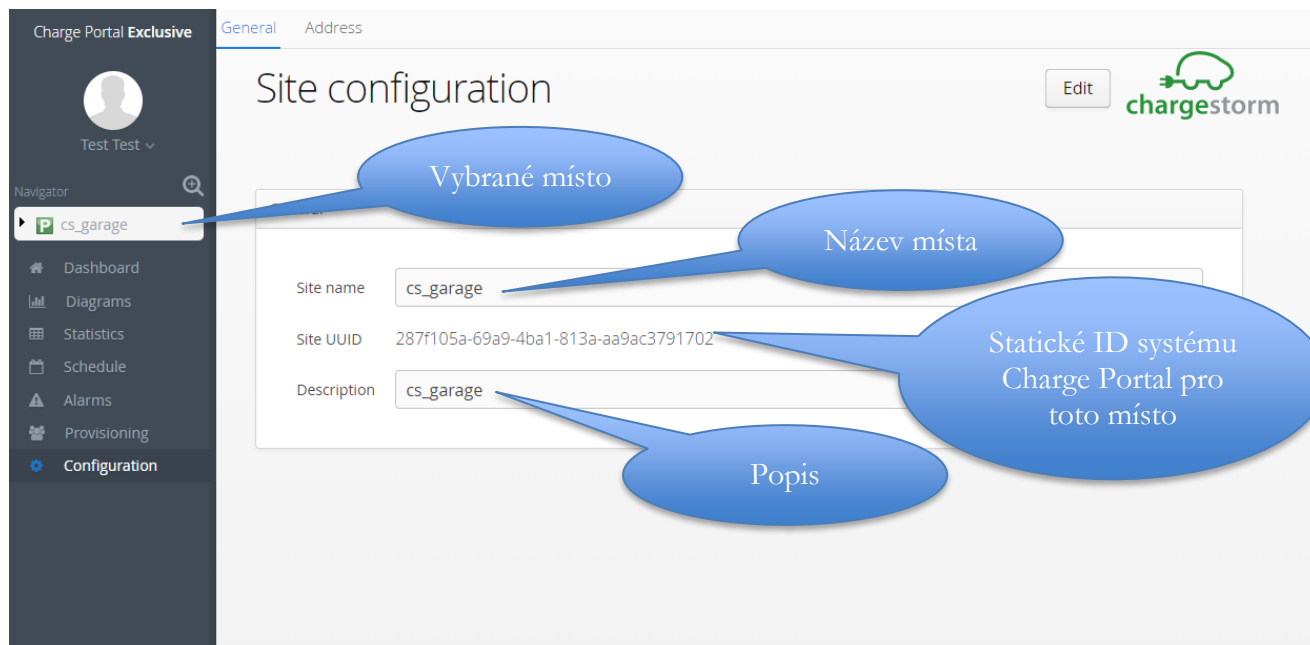 Charge Portal Exclusive
General Address
Site configuration
Edit
chargestorm
Test Test
Vybrané místo
Navigator
cs_garage
Název místa
Dashboard
Diagrams
Site name cs_garage
Statistics
Site UUID 287f105a-69a9-4ba1-813a-aa9ac3791702
Statické ID systému
Charge Portal pro
toto místo
Schedule
Description cs_garage
Alarms
Provisioning
Configuration
Popis